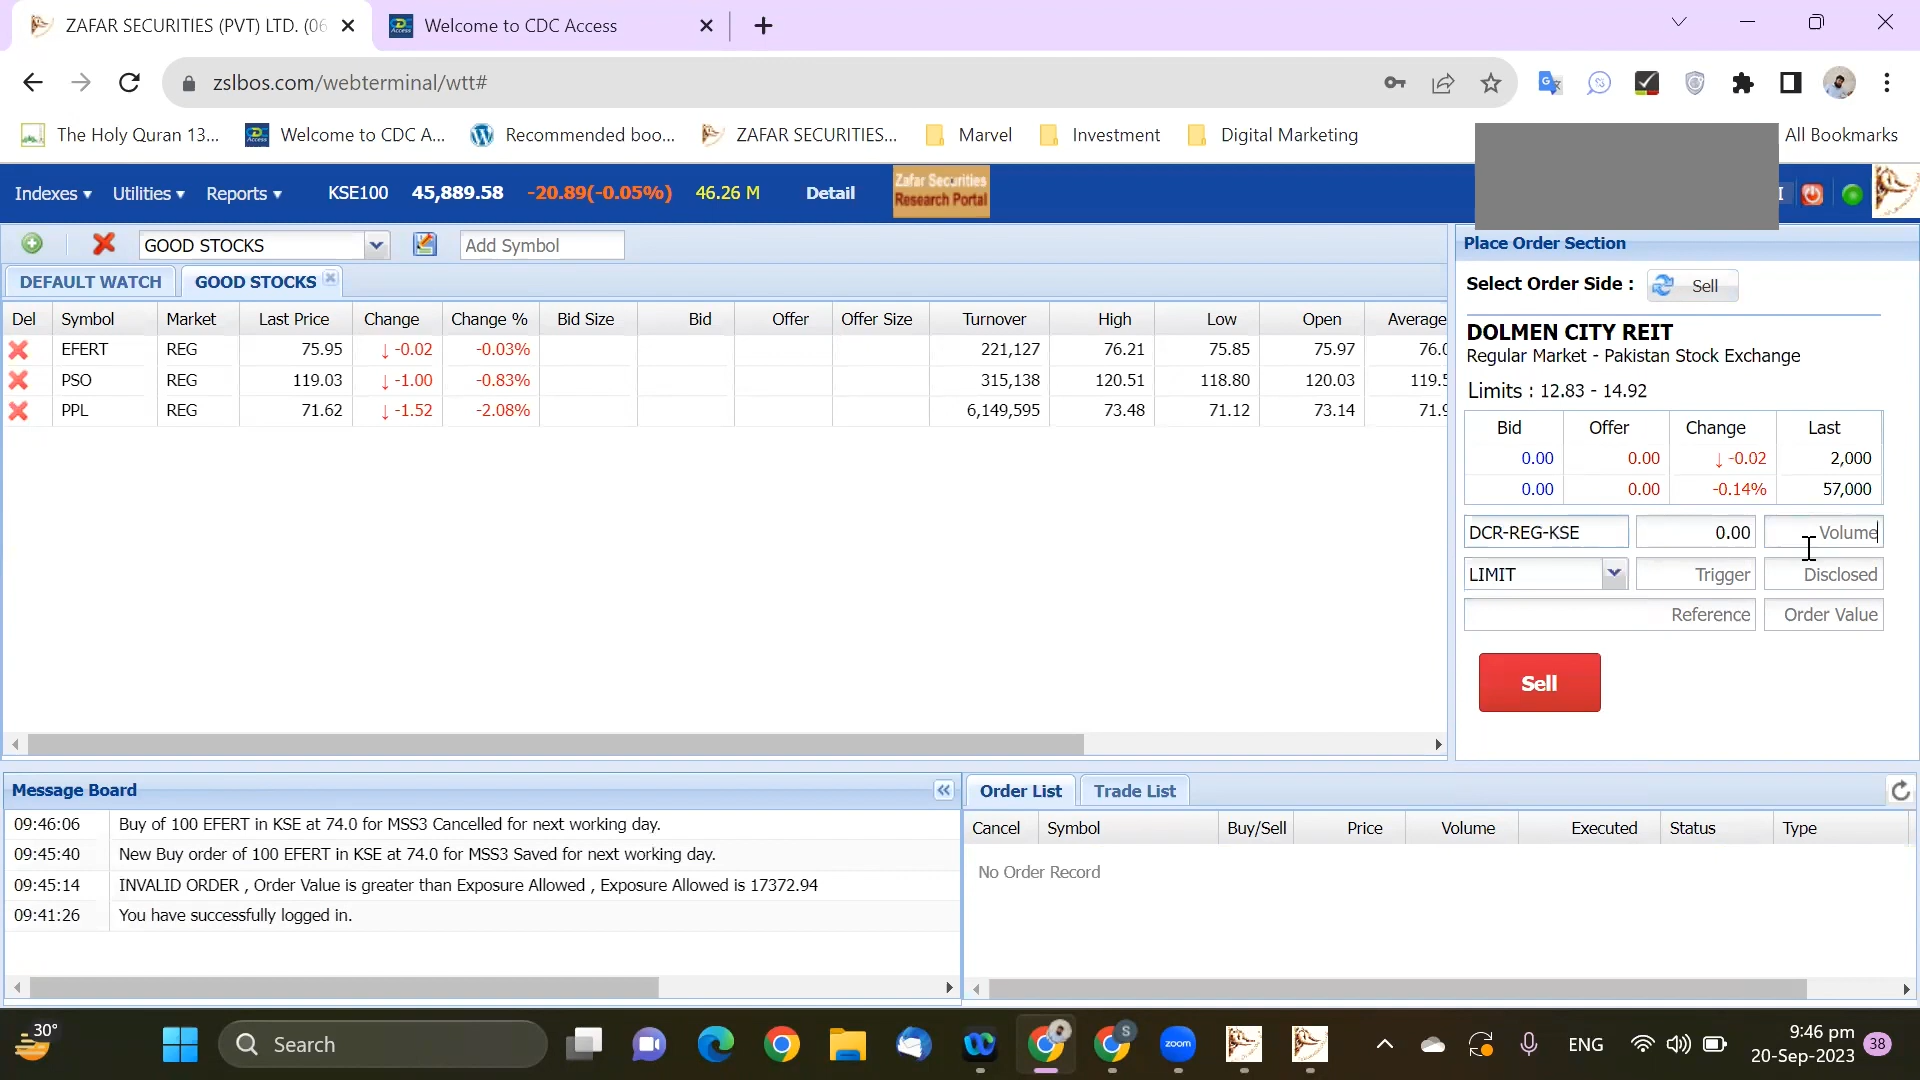 ZAFAR SECURITIES (PVT) LTD. (06
Welcome to CDC Access
zslbos.com/webterminal/wtt#
The Holy Quran 13...
Welcome to CDC A...
Recommended boo...
ZAFAR SECURITIES...
Marvel
Investment
Digital Marketing
All Bookmarks
Indexes
Utilities
Reports
KSE100 45,889.58 -20.89(-0.05%) 46.26 M
Detail
Zafar Securities
Research Portal
GOOD STOCKS
Add Symbol
DEFAULT WATCH
GOOD STOCKS
Del Symbol Market Last Price Change Change % Bid Size Bid Offer Offer Size Turnover High Low Open Average
EFERT REG 75.95 ↓ -0.02 -0.03% 221,127 76.21 75.85 75.97 76.0
PSO REG 119.03 ↓ -1.00 -0.83% 315,138 120.51 118.80 120.03 119.5
PPL REG 71.62 ↓ -1.52 -2.08% 6,149,595 73.48 71.12 73.14 71.9
Place Order Section
Select Order Side : Sell
DOLMEN CITY REIT
Regular Market - Pakistan Stock Exchange
Limits : 12.83 - 14.92
Bid Offer Change Last
0.00 0.00 ↓ -0.02 2,000
0.00 0.00 -0.14% 57,000
DCR-REG-KSE 0.00 Volume
LIMIT Trigger Disclosed
Reference Order Value
Sell
Message Board
09:46:06 Buy of 100 EFERT in KSE at 74.0 for MSS3 Cancelled for next working day.
09:45:40 New Buy order of 100 EFERT in KSE at 74.0 for MSS3 Saved for next working day.
09:45:14 INVALID ORDER , Order Value is greater than Exposure Allowed , Exposure Allowed is 17372.94
09:41:26 You have successfully logged in.
Order List Trade List
Cancel Symbol Buy/Sell Price Volume Executed Status Type
No Order Record
30°
Search
S
zoom
ENG
9:46 pm
20-Sep-2023
38